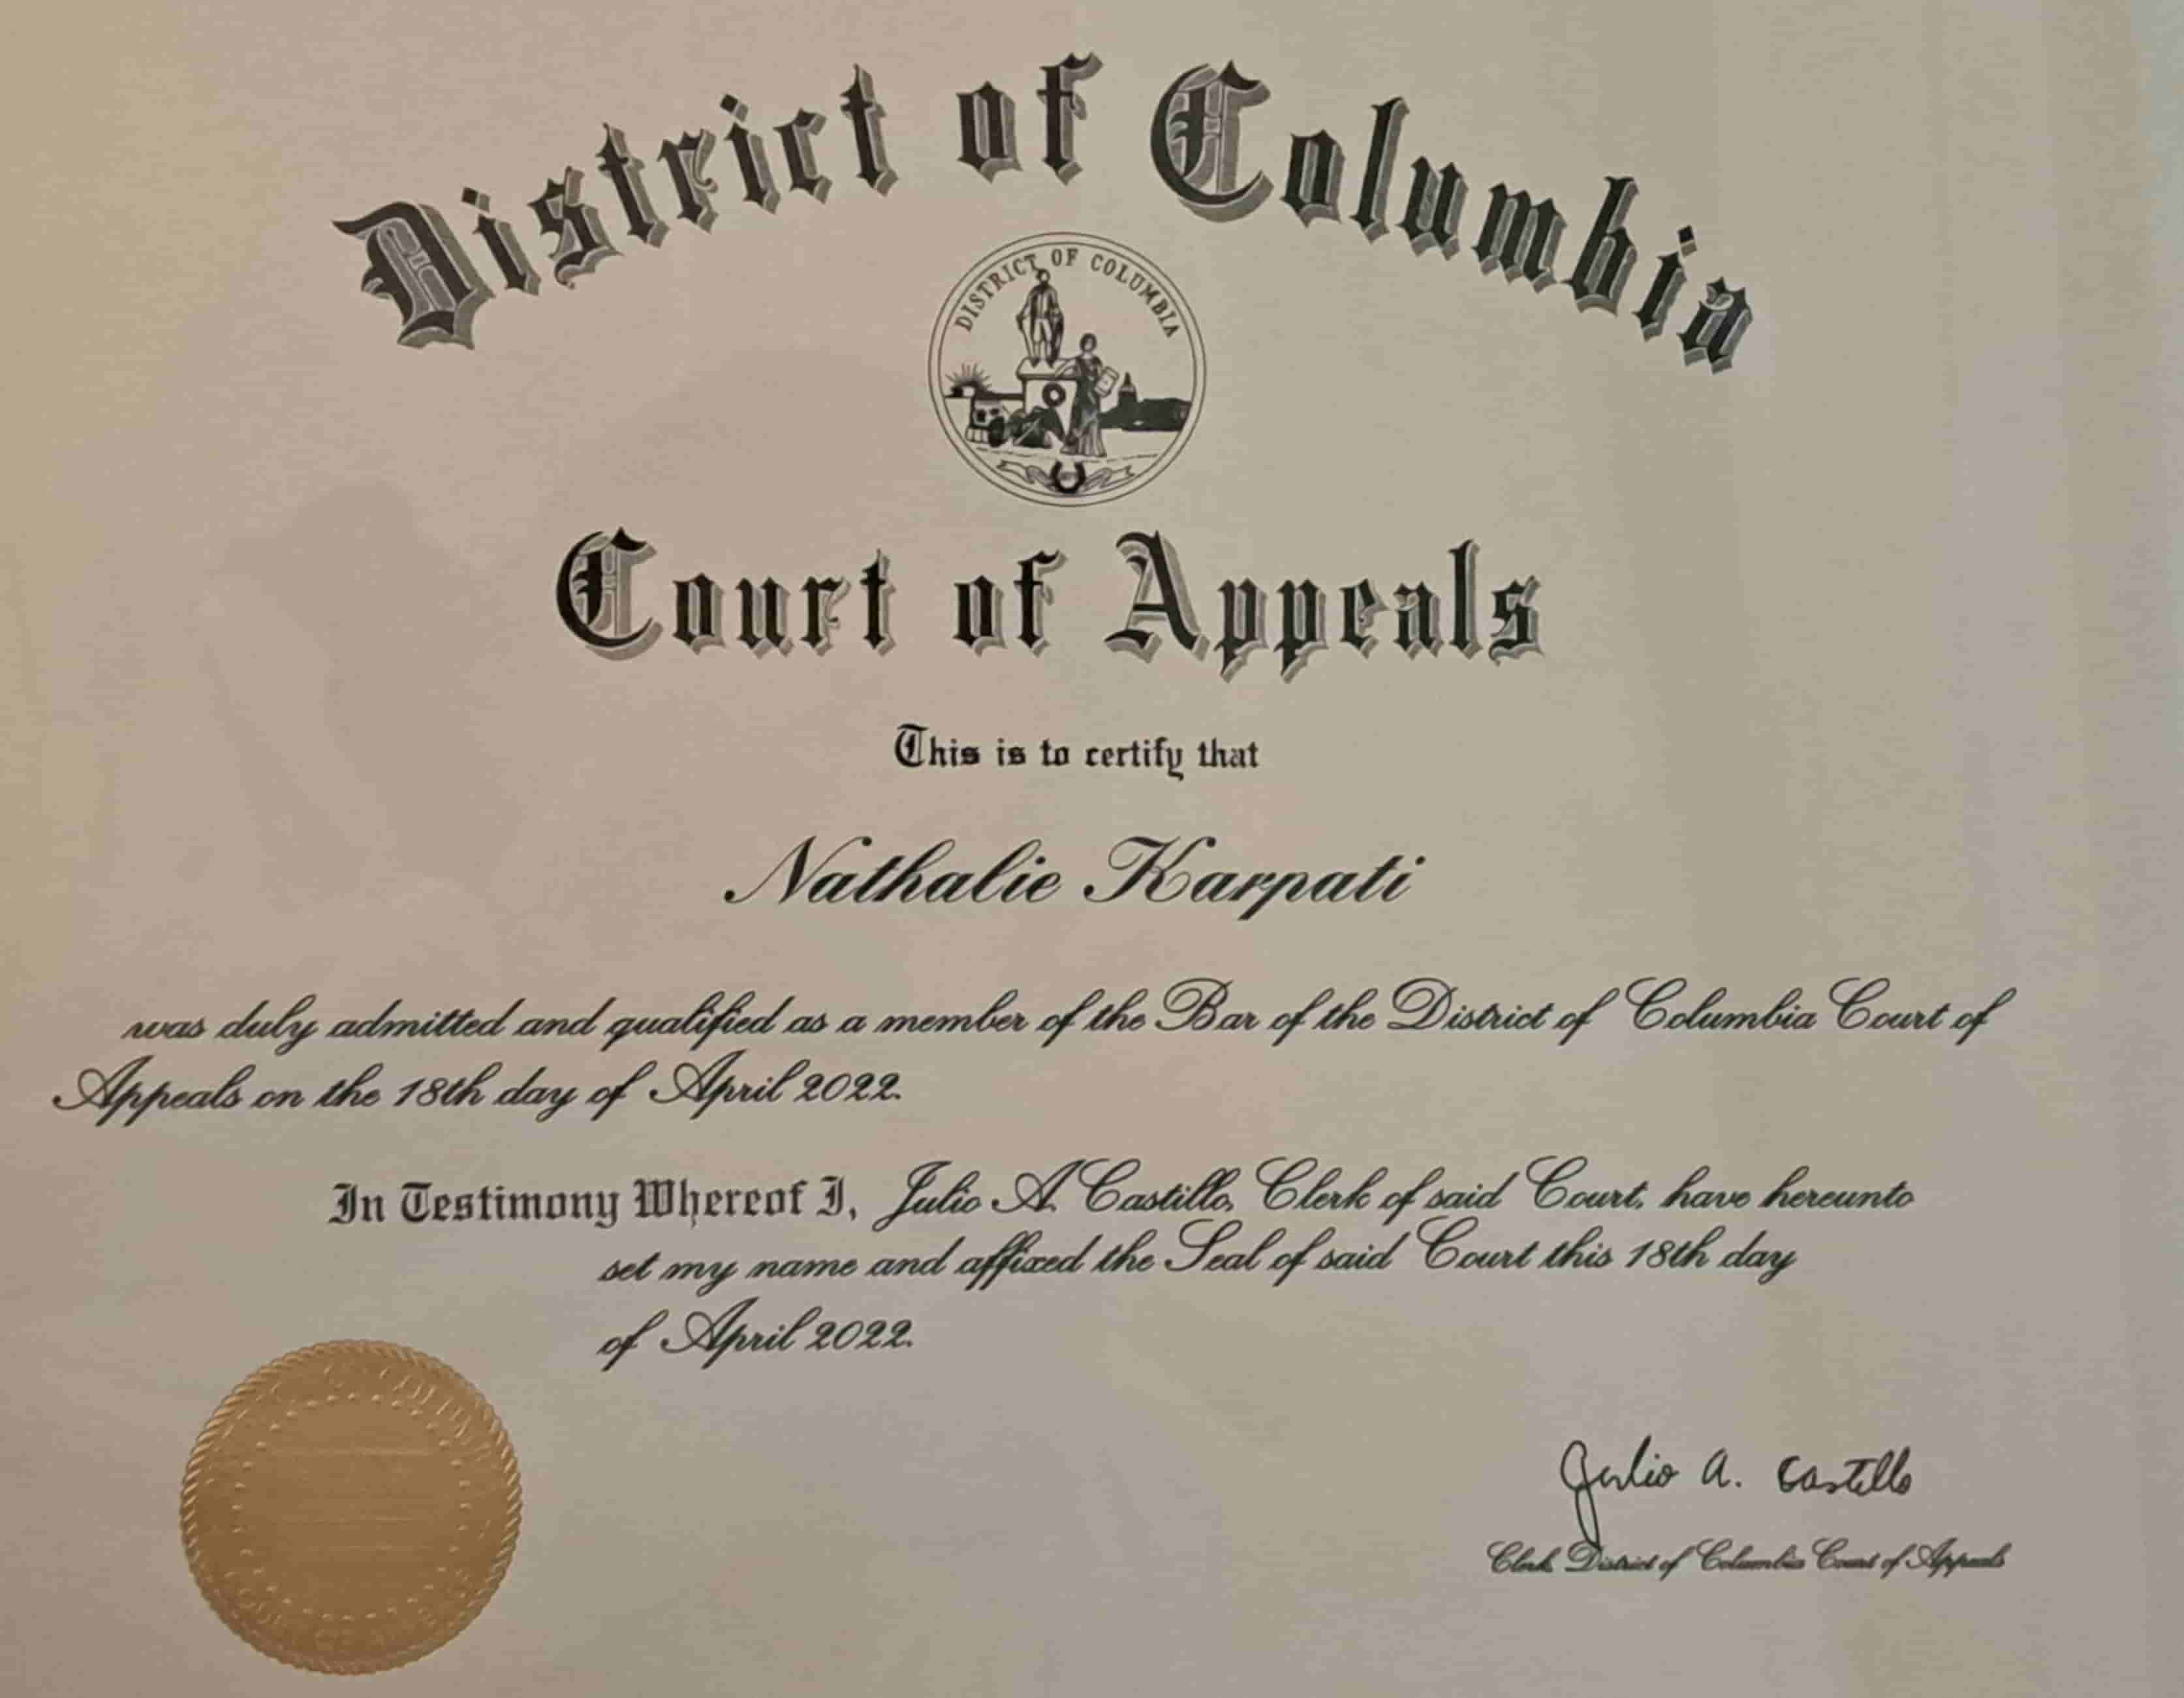 District of Columbia
DISTRICT OF COLUMBIA
Court of Appeals
This is to certify that
Nathalie Karpati
was duly admitted and qualified as a member of the Bar of the District of Columbia Court of
Appeals on the 18th day of April 2022.
In Testimony Whereof I, Julio A. Castillo, Clerk of said Court, have hereunto
set my name and affixed the Seal of said Court this 18th day
of April 2022.
Julio A. Castillo
Clerk District of Columbia Court of Appeals